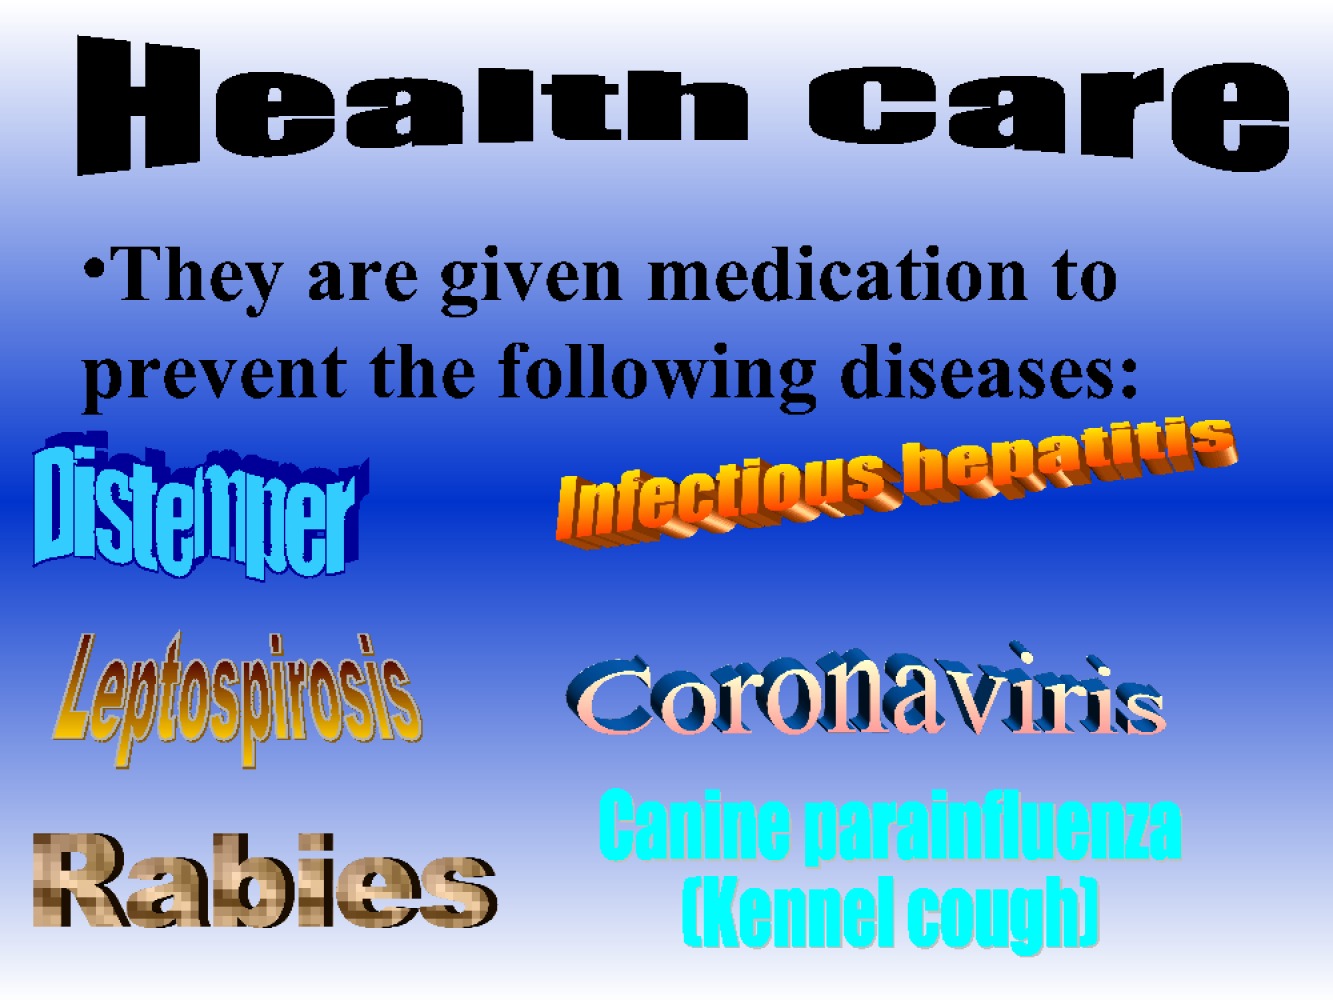 Health Care
•They are given medication to
prevent the following diseases:
Distemper
Infectious hepatitis
Leptospirosis
Coronaviris
Rabies
Canine parainfluenza
(Kennel cough)